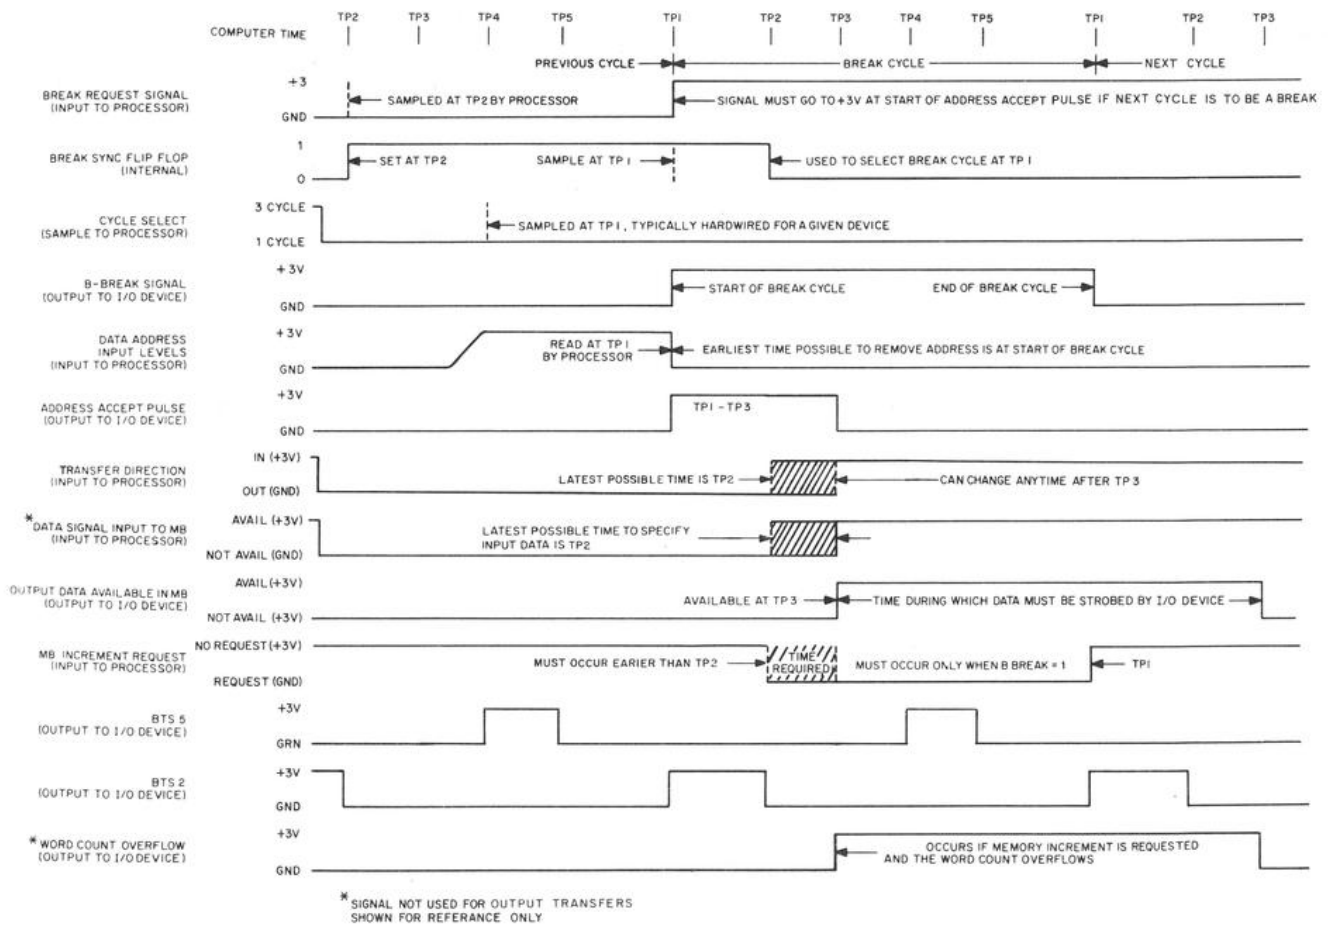 TP2 TP3 TP4 TP5 TP1 TP2 TP3 TP4 TP5 TP1 TP2 TP3
COMPUTER TIME
PREVIOUS CYCLE BREAK CYCLE NEXT CYCLE
BREAK REQUEST SIGNAL
(INPUT TO PROCESSOR)
+3
GND
SAMPLED AT TP2 BY PROCESSOR
SIGNAL MUST GO TO +3V AT START OF ADDRESS ACCEPT PULSE IF NEXT CYCLE IS TO BE A BREAK
BREAK SYNC FLIP FLOP
(INTERNAL)
1
0
SET AT TP2
SAMPLE AT TP1
USED TO SELECT BREAK CYCLE AT TP1
CYCLE SELECT
(SAMPLE TO PROCESSOR)
3 CYCLE
1 CYCLE
SAMPLED AT TP1, TYPICALLY HARDWIRED FOR A GIVEN DEVICE
B-BREAK SIGNAL
(OUTPUT TO I/O DEVICE)
+3V
GND
START OF BREAK CYCLE
END OF BREAK CYCLE
DATA ADDRESS
INPUT LEVELS
(INPUT TO PROCESSOR)
+3V
GND
READ AT TP1
BY PROCESSOR
EARLIEST TIME POSSIBLE TO REMOVE ADDRESS IS AT START OF BREAK CYCLE
ADDRESS ACCEPT PULSE
(OUTPUT TO I/O DEVICE)
+3V
GND
TP1-TP3
TRANSFER DIRECTION
(INPUT TO PROCESSOR)
IN (+3V)
OUT (GND)
LATEST POSSIBLE TIME IS TP2
CAN CHANGE ANYTIME AFTER TP3
*DATA SIGNAL INPUT TO MB
(INPUT TO PROCESSOR)
AVAIL (+3V)
NOT AVAIL (GND)
LATEST POSSIBLE TIME TO SPECIFY
INPUT DATA IS TP2
OUTPUT DATA AVAILABLE IN MB
(OUTPUT TO I/O DEVICE)
AVAIL (+3V)
NOT AVAIL (+3V)
AVAILABLE AT TP3
TIME DURING WHICH DATA MUST BE STROBED BY I/O DEVICE
MB INCREMENT REQUEST
(INPUT TO PROCESSOR)
NO REQUEST (+3V)
REQUEST (GND)
MUST OCCUR EARLIER THAN TP2
TIME
REQUIRED
MUST OCCUR ONLY WHEN B BREAK = 1
TP1
BTS 5
(OUTPUT TO I/O DEVICE)
+3V
GRN
BTS 2
(OUTPUT TO I/O DEVICE)
+3V
GND
*WORD COUNT OVERFLOW
(OUTPUT TO I/O DEVICE)
+3V
GND
OCCURS IF MEMORY INCREMENT IS REQUESTED
AND THE WORD COUNT OVERFLOWS
*SIGNAL NOT USED FOR OUTPUT TRANSFERS
SHOWN FOR REFERANCE ONLY